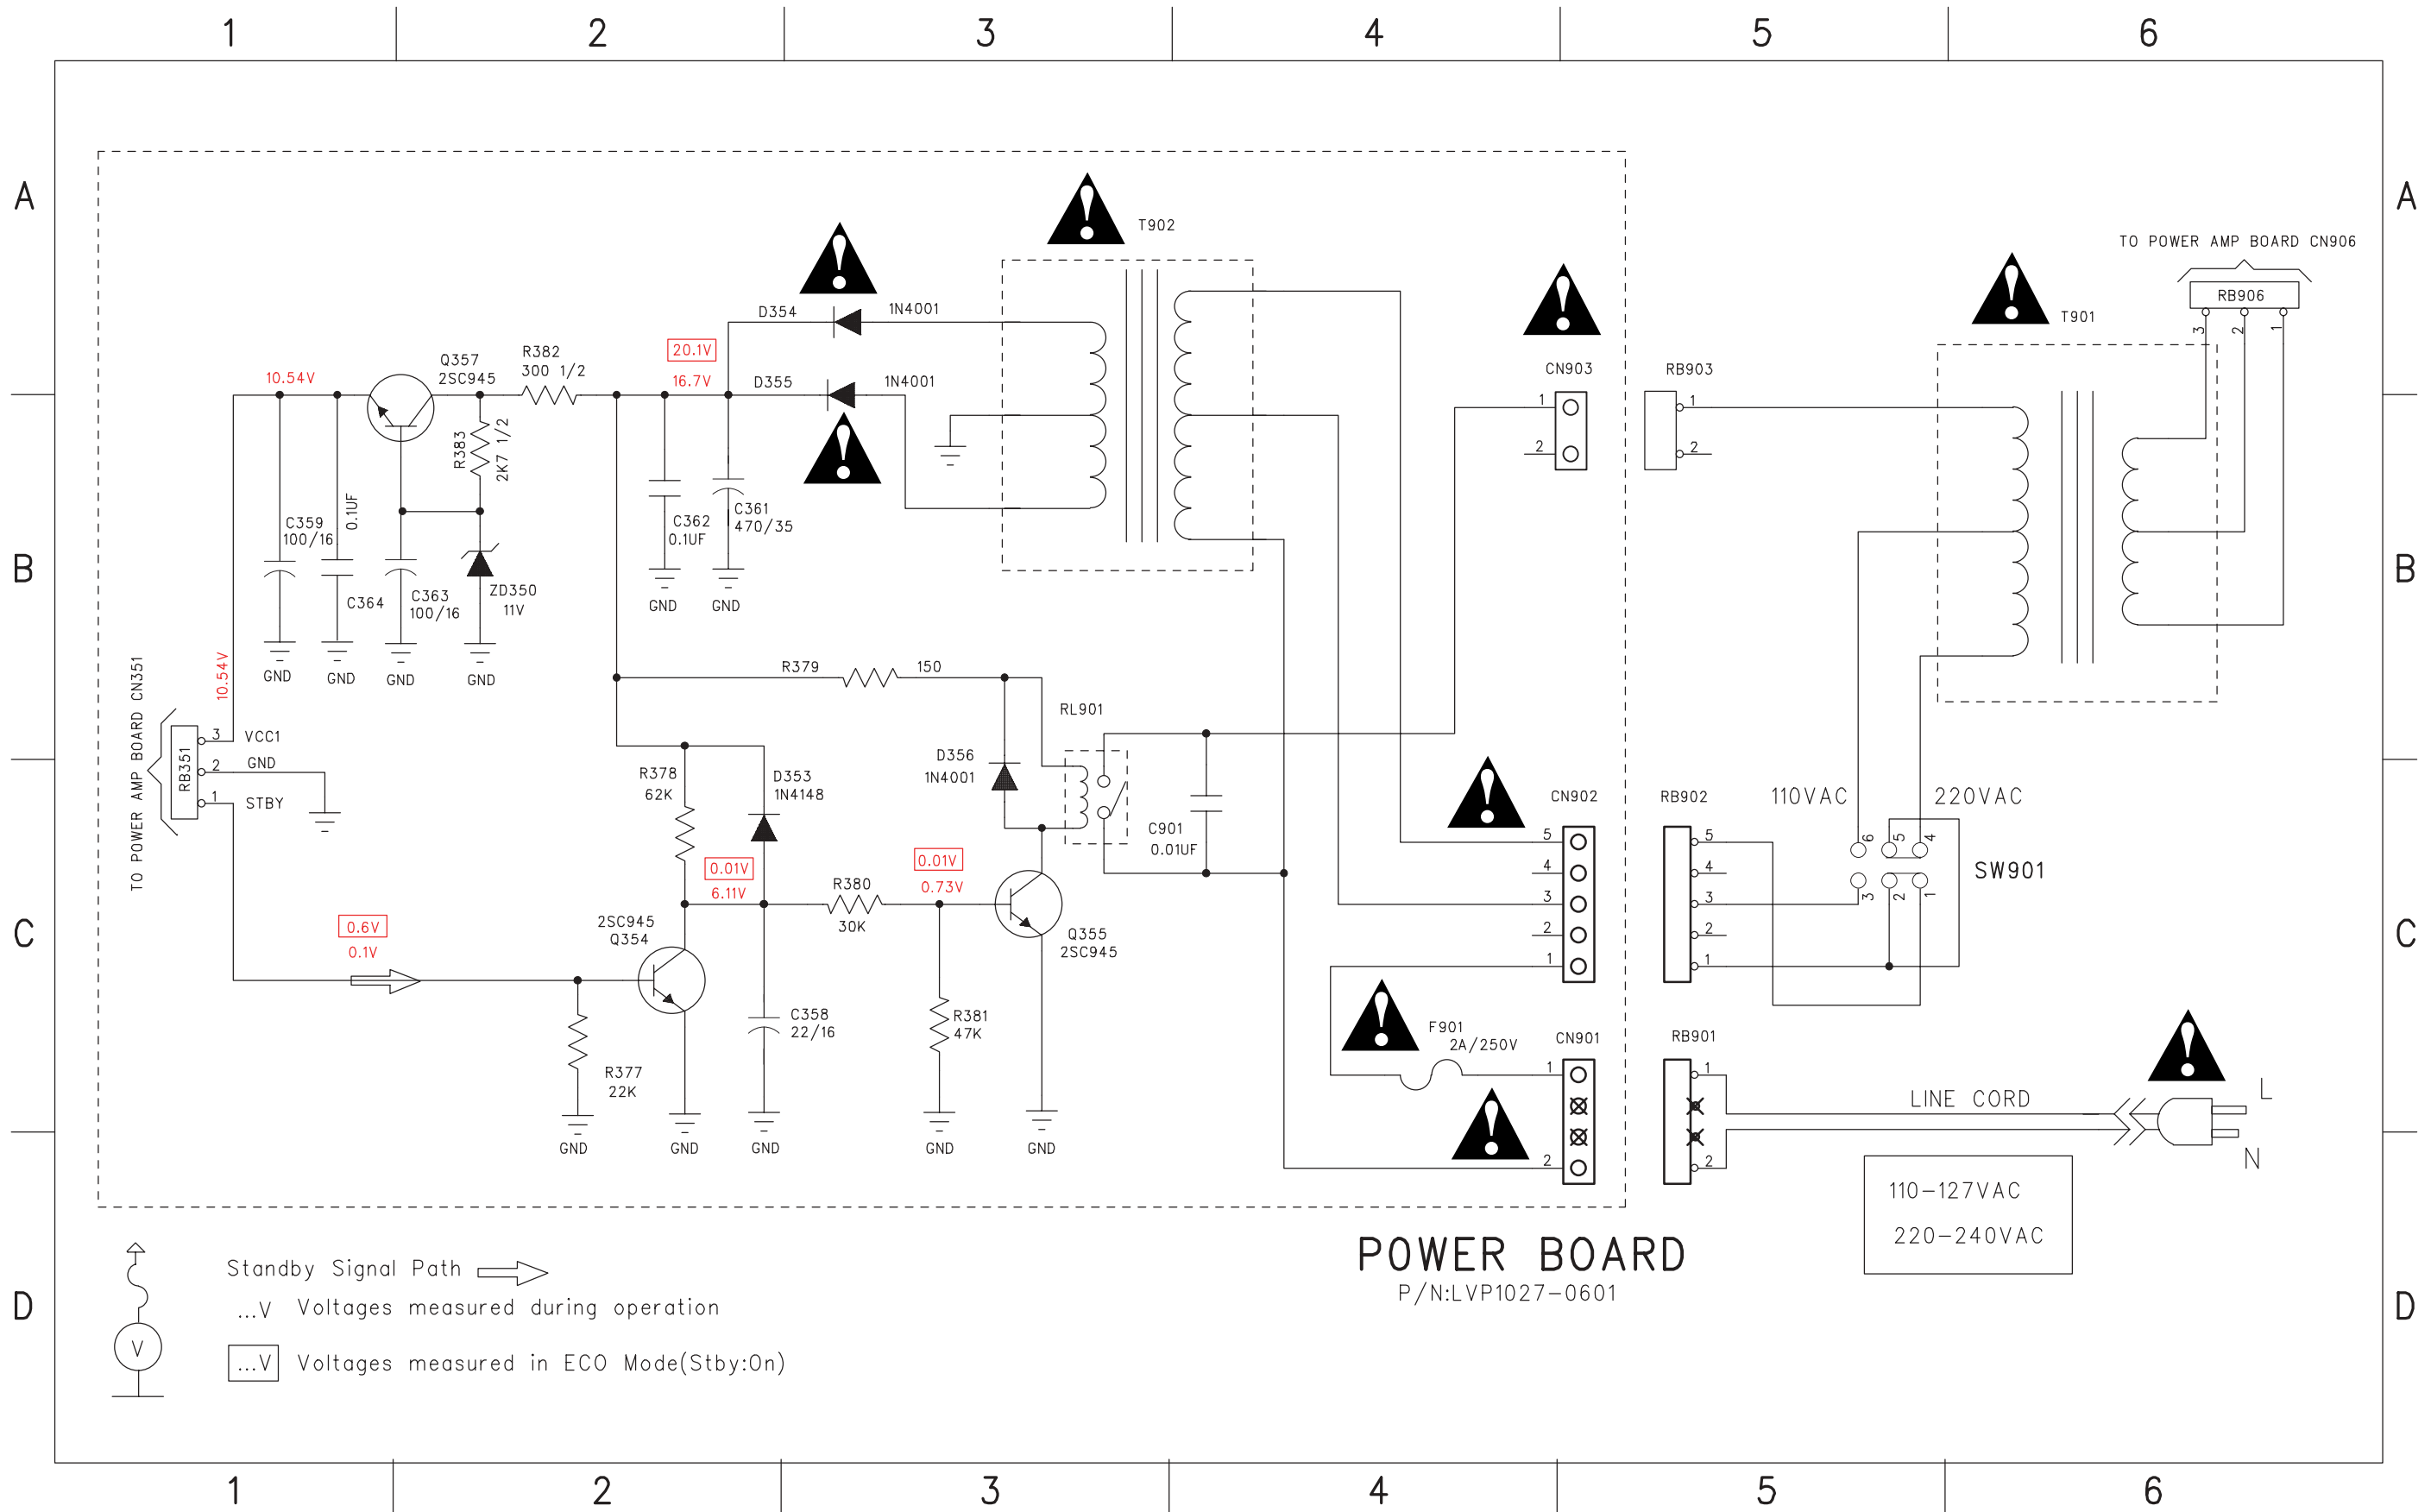 1 2 3 4 5 6
A A
T902
TO POWER AMP BOARD CN906
RB906
3 2 1
T901
D354 1N4001
Q357
2SC945
R382
300 1/2
20.1V
16.7V
10.54V
D355 1N4001
CN903
1
2
RB903
1
2
R383
2K7 1/2
C359
100/16
0.1UF
C364
C363
100/16
ZD350
11V
C362
0.1UF
C361
470/35
GND GND
B B
GND GND GND GND
10.54V
TO POWER AMP BOARD CN351
RB351
3 VCC1
2 GND
1 STBY
R379 150
RL901
D356
1N4001
R378
62K
D353
1N4148
C901
0.01UF
CN902
5
4
3
2
1
RB902
5
4
3
2
1
110VAC 220VAC
6 5 4
3 2 1
SW901
0.01V
6.11V
R380
30K
0.01V
0.73V
Q355
2SC945
2SC945
Q354
0.6V
0.1V
C C
R377
22K
C358
22/16
R381
47K
F901
2A/250V
CN901
1
2
RB901
1
2
LINE CORD
L
N
GND GND GND GND GND
110-127VAC
220-240VAC
POWER BOARD
P/N:LVP1027-0601
D D
V
Standby Signal Path
...V Voltages measured during operation
...V Voltages measured in ECO Mode(Stby:On)
1 2 3 4 5 6